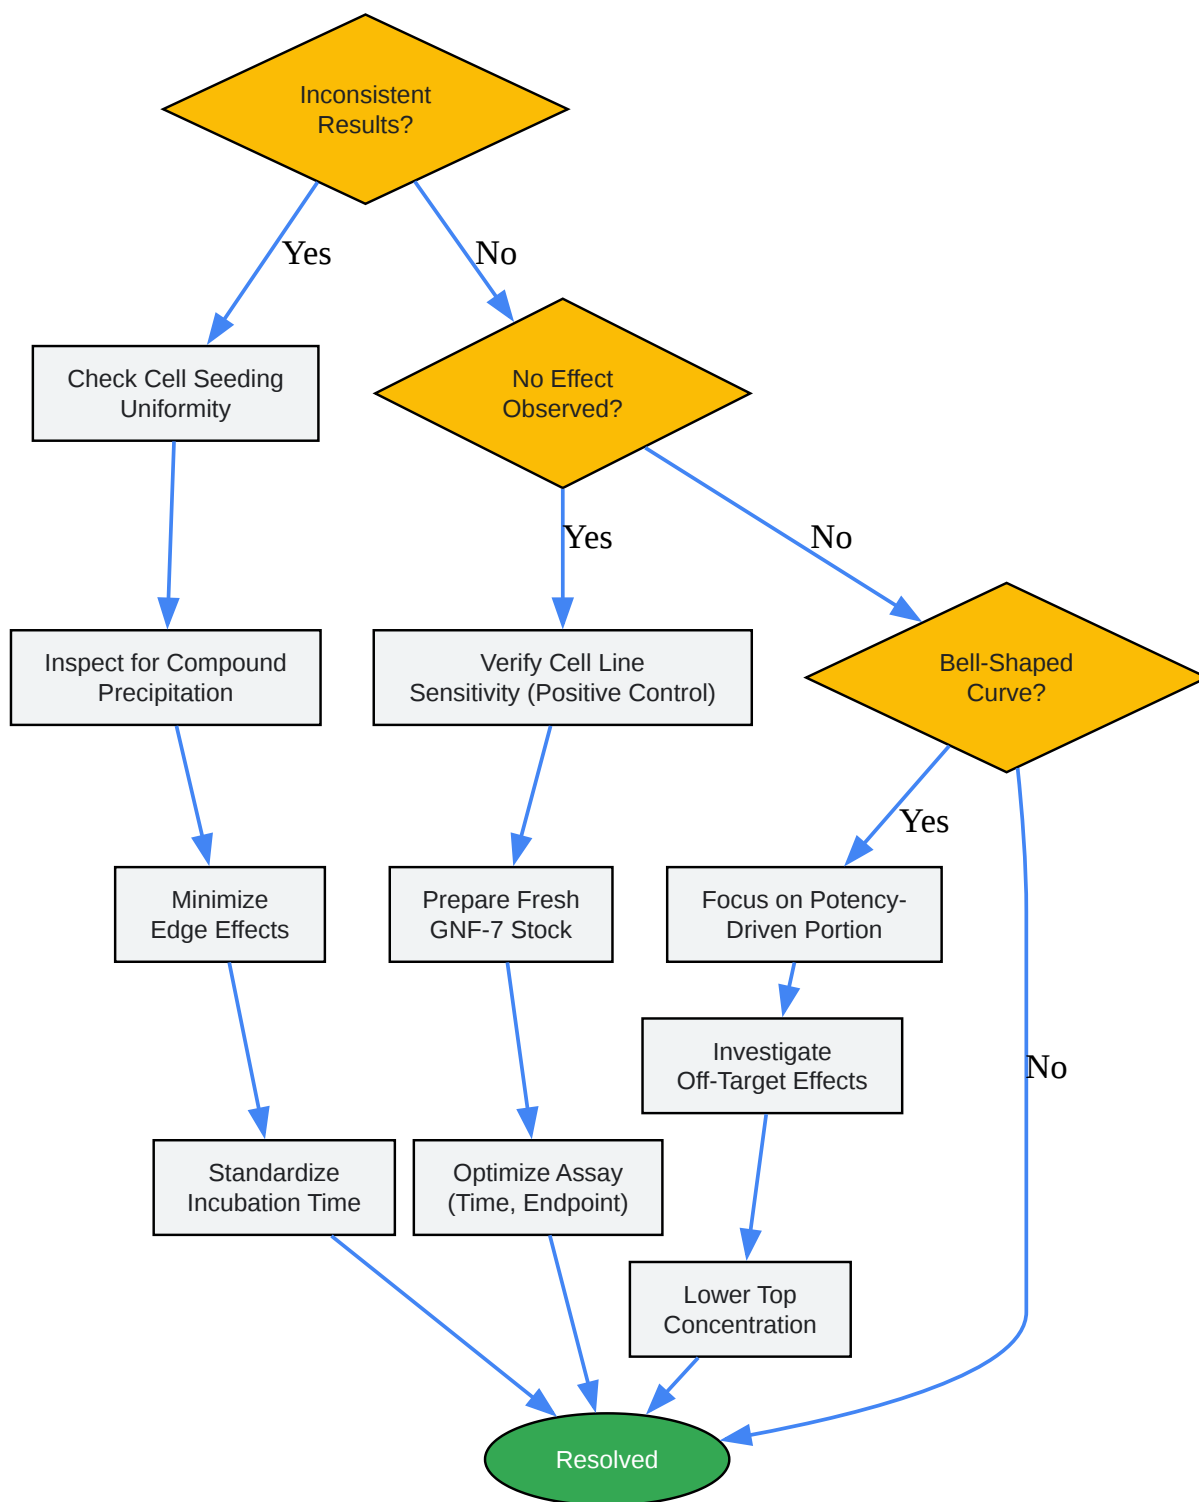 Inconsistent
Results?
Yes
No
Check Cell Seeding
Uniformity
No Effect
Observed?
Yes
No
Inspect for Compound
Precipitation
Verify Cell Line
Sensitivity (Positive Control)
Bell-Shaped
Curve?
Yes
Minimize
Edge Effects
Prepare Fresh
GNF-7 Stock
Focus on Potency-
Driven Portion
Investigate
Off-Target Effects
No
Standardize
Incubation Time
Optimize Assay
(Time, Endpoint)
Lower Top
Concentration
Resolved